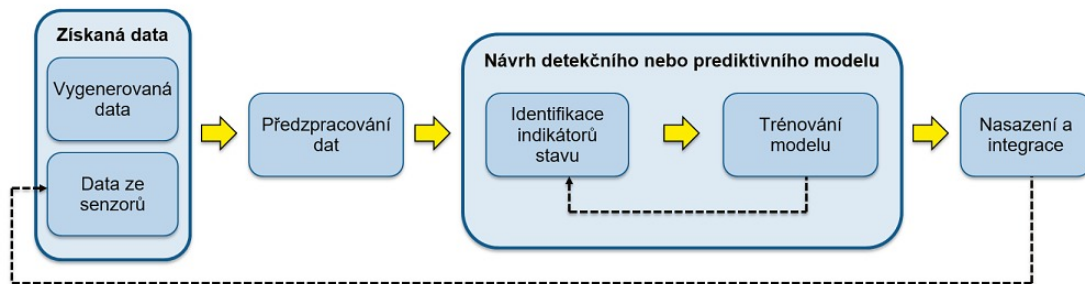 Získaná data
Vygenerovaná
data
Data ze
senzorů
Předzpracování
dat
Návrh detekčního nebo prediktivního modelu
Identifikace
indikátorů
stavu
Trénování
modelu
Nasazení a
integrace